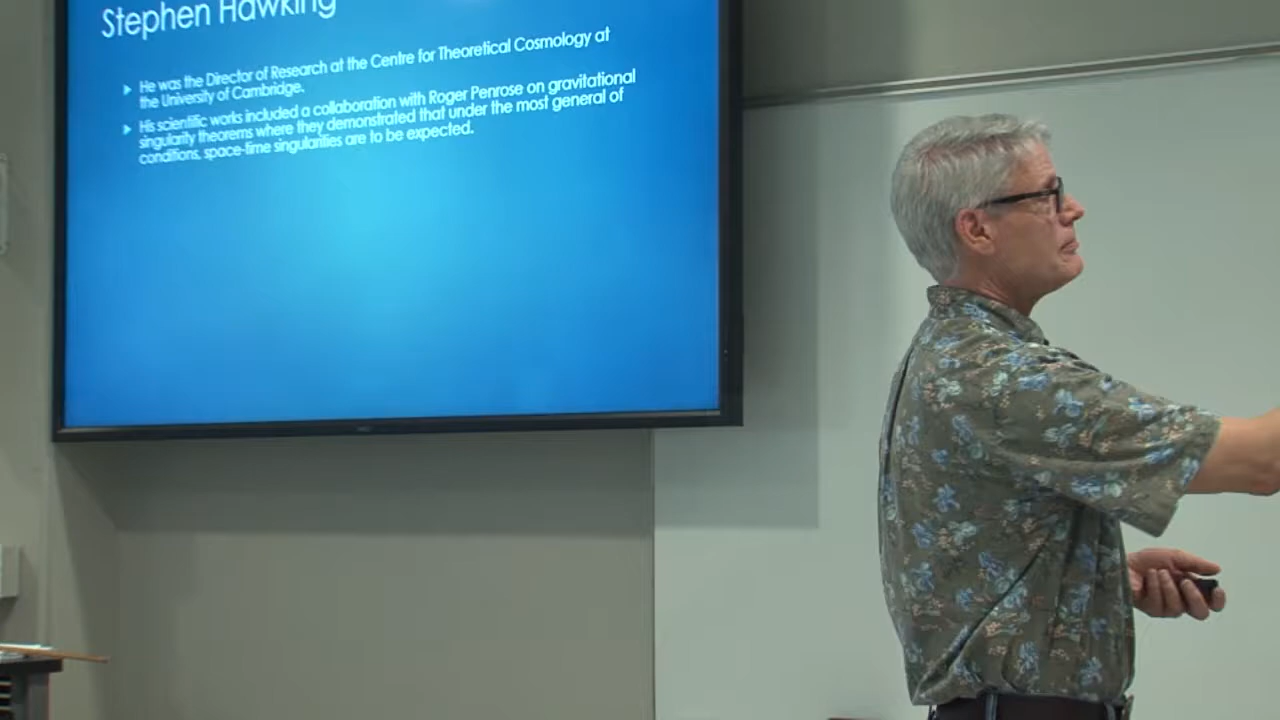 Stephen Hawking
He was the Director of Research at the Centre for Theoretical Cosmology at
the University of Cambridge.
His scientific works included a collaboration with Roger Penrose on gravitational
singularity theorems where they demonstrated that under the most general of
conditions, space-time singularities are to be expected.